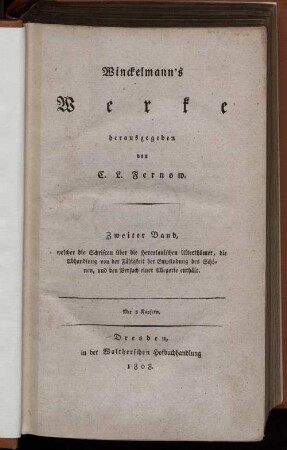 Winckelmann's
Werke
herausgegeben
von
C. L. Fernow.
Zweiter Band,
welcher die Schriften über die Herculanischen Alterthümer, die
Abhandlung von der Fähigkeit der Empfindung des Schö-
nen, und den Versuch einer Allegorie enthält.
Mit Kupfern.
Dresden,
in der Waltherschen Hofbuchhandlung
1808.